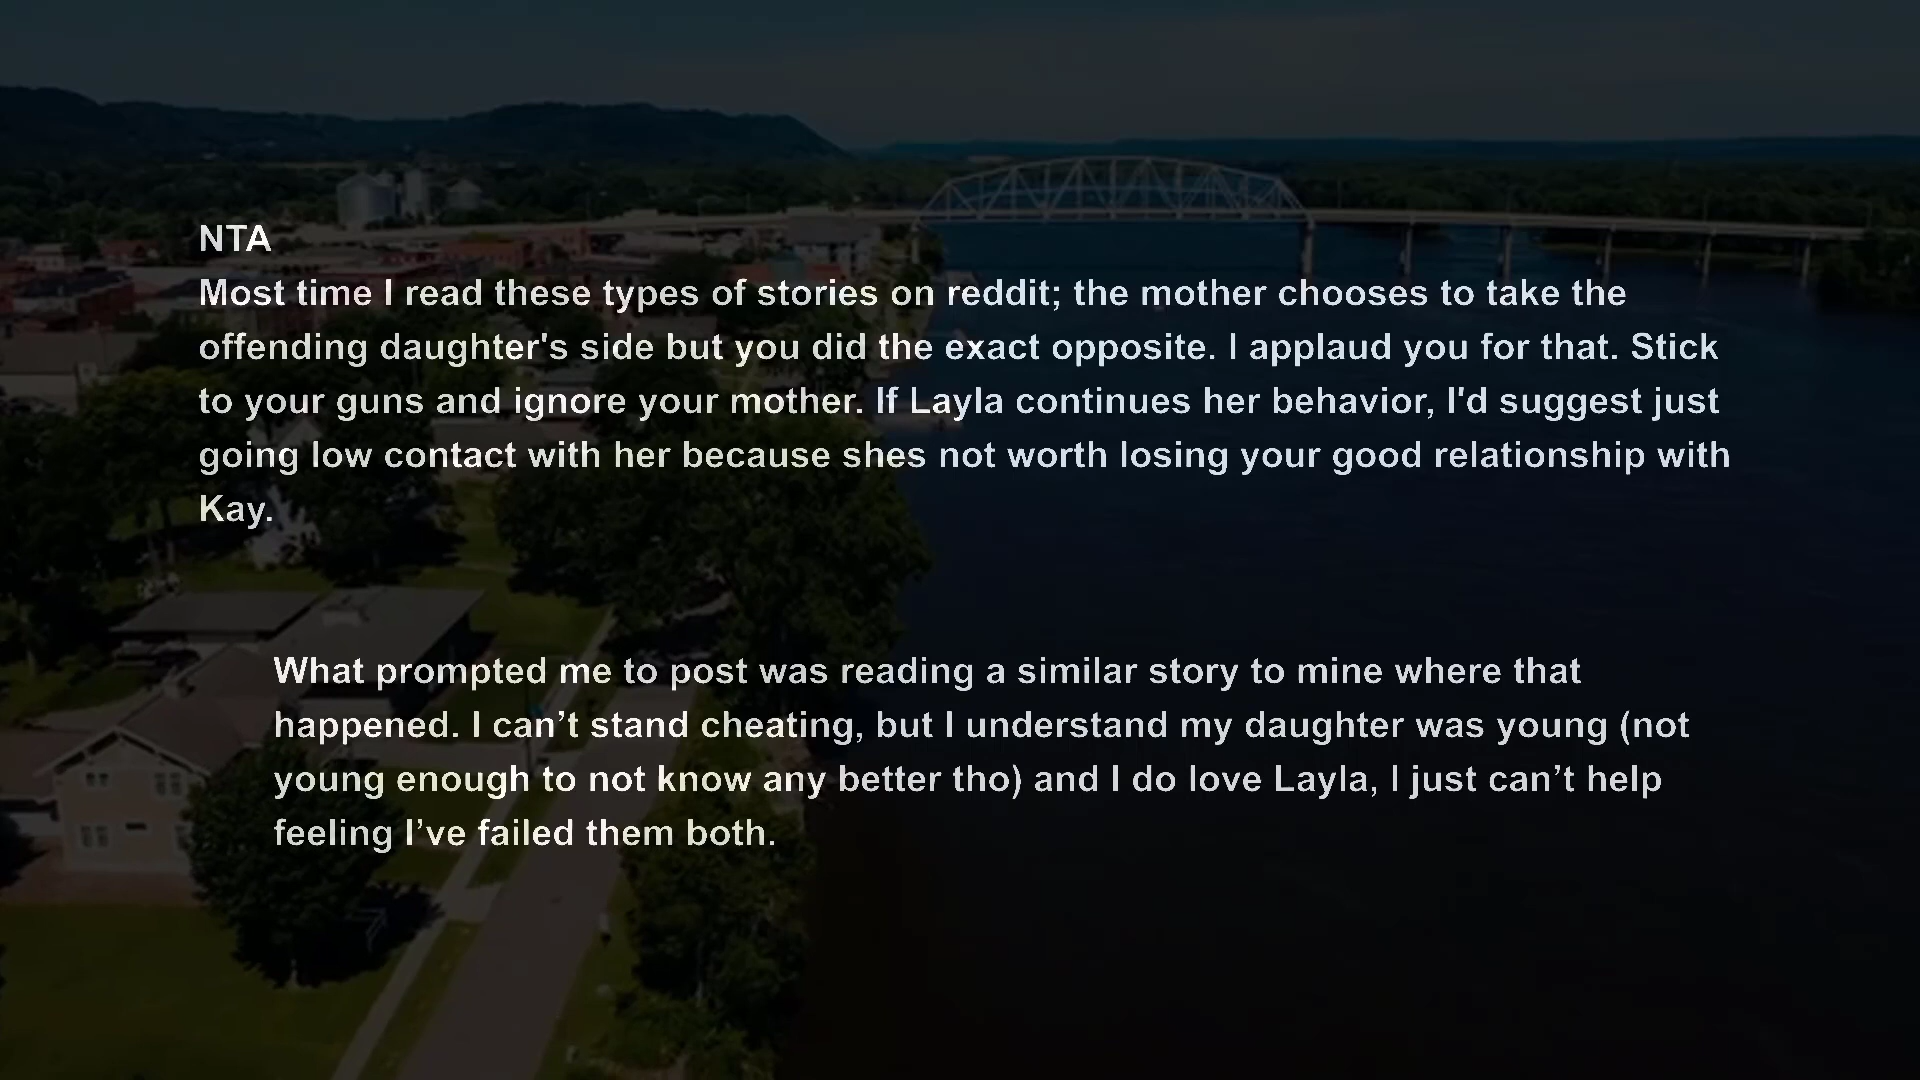 NTA
Most time I read these types of stories on reddit; the mother chooses to take the
offending daughter's side but you did the exact opposite. I applaud you for that. Stick
to your guns and ignore your mother. If Layla continues her behavior, I'd suggest just
going low contact with her because shes not worth losing your good relationship with
Kay.
What prompted me to post was reading a similar story to mine where that
happened. I can’t stand cheating, but I understand my daughter was young (not
young enough to not know any better tho) and I do love Layla, I just can’t help
feeling I’ve failed them both.